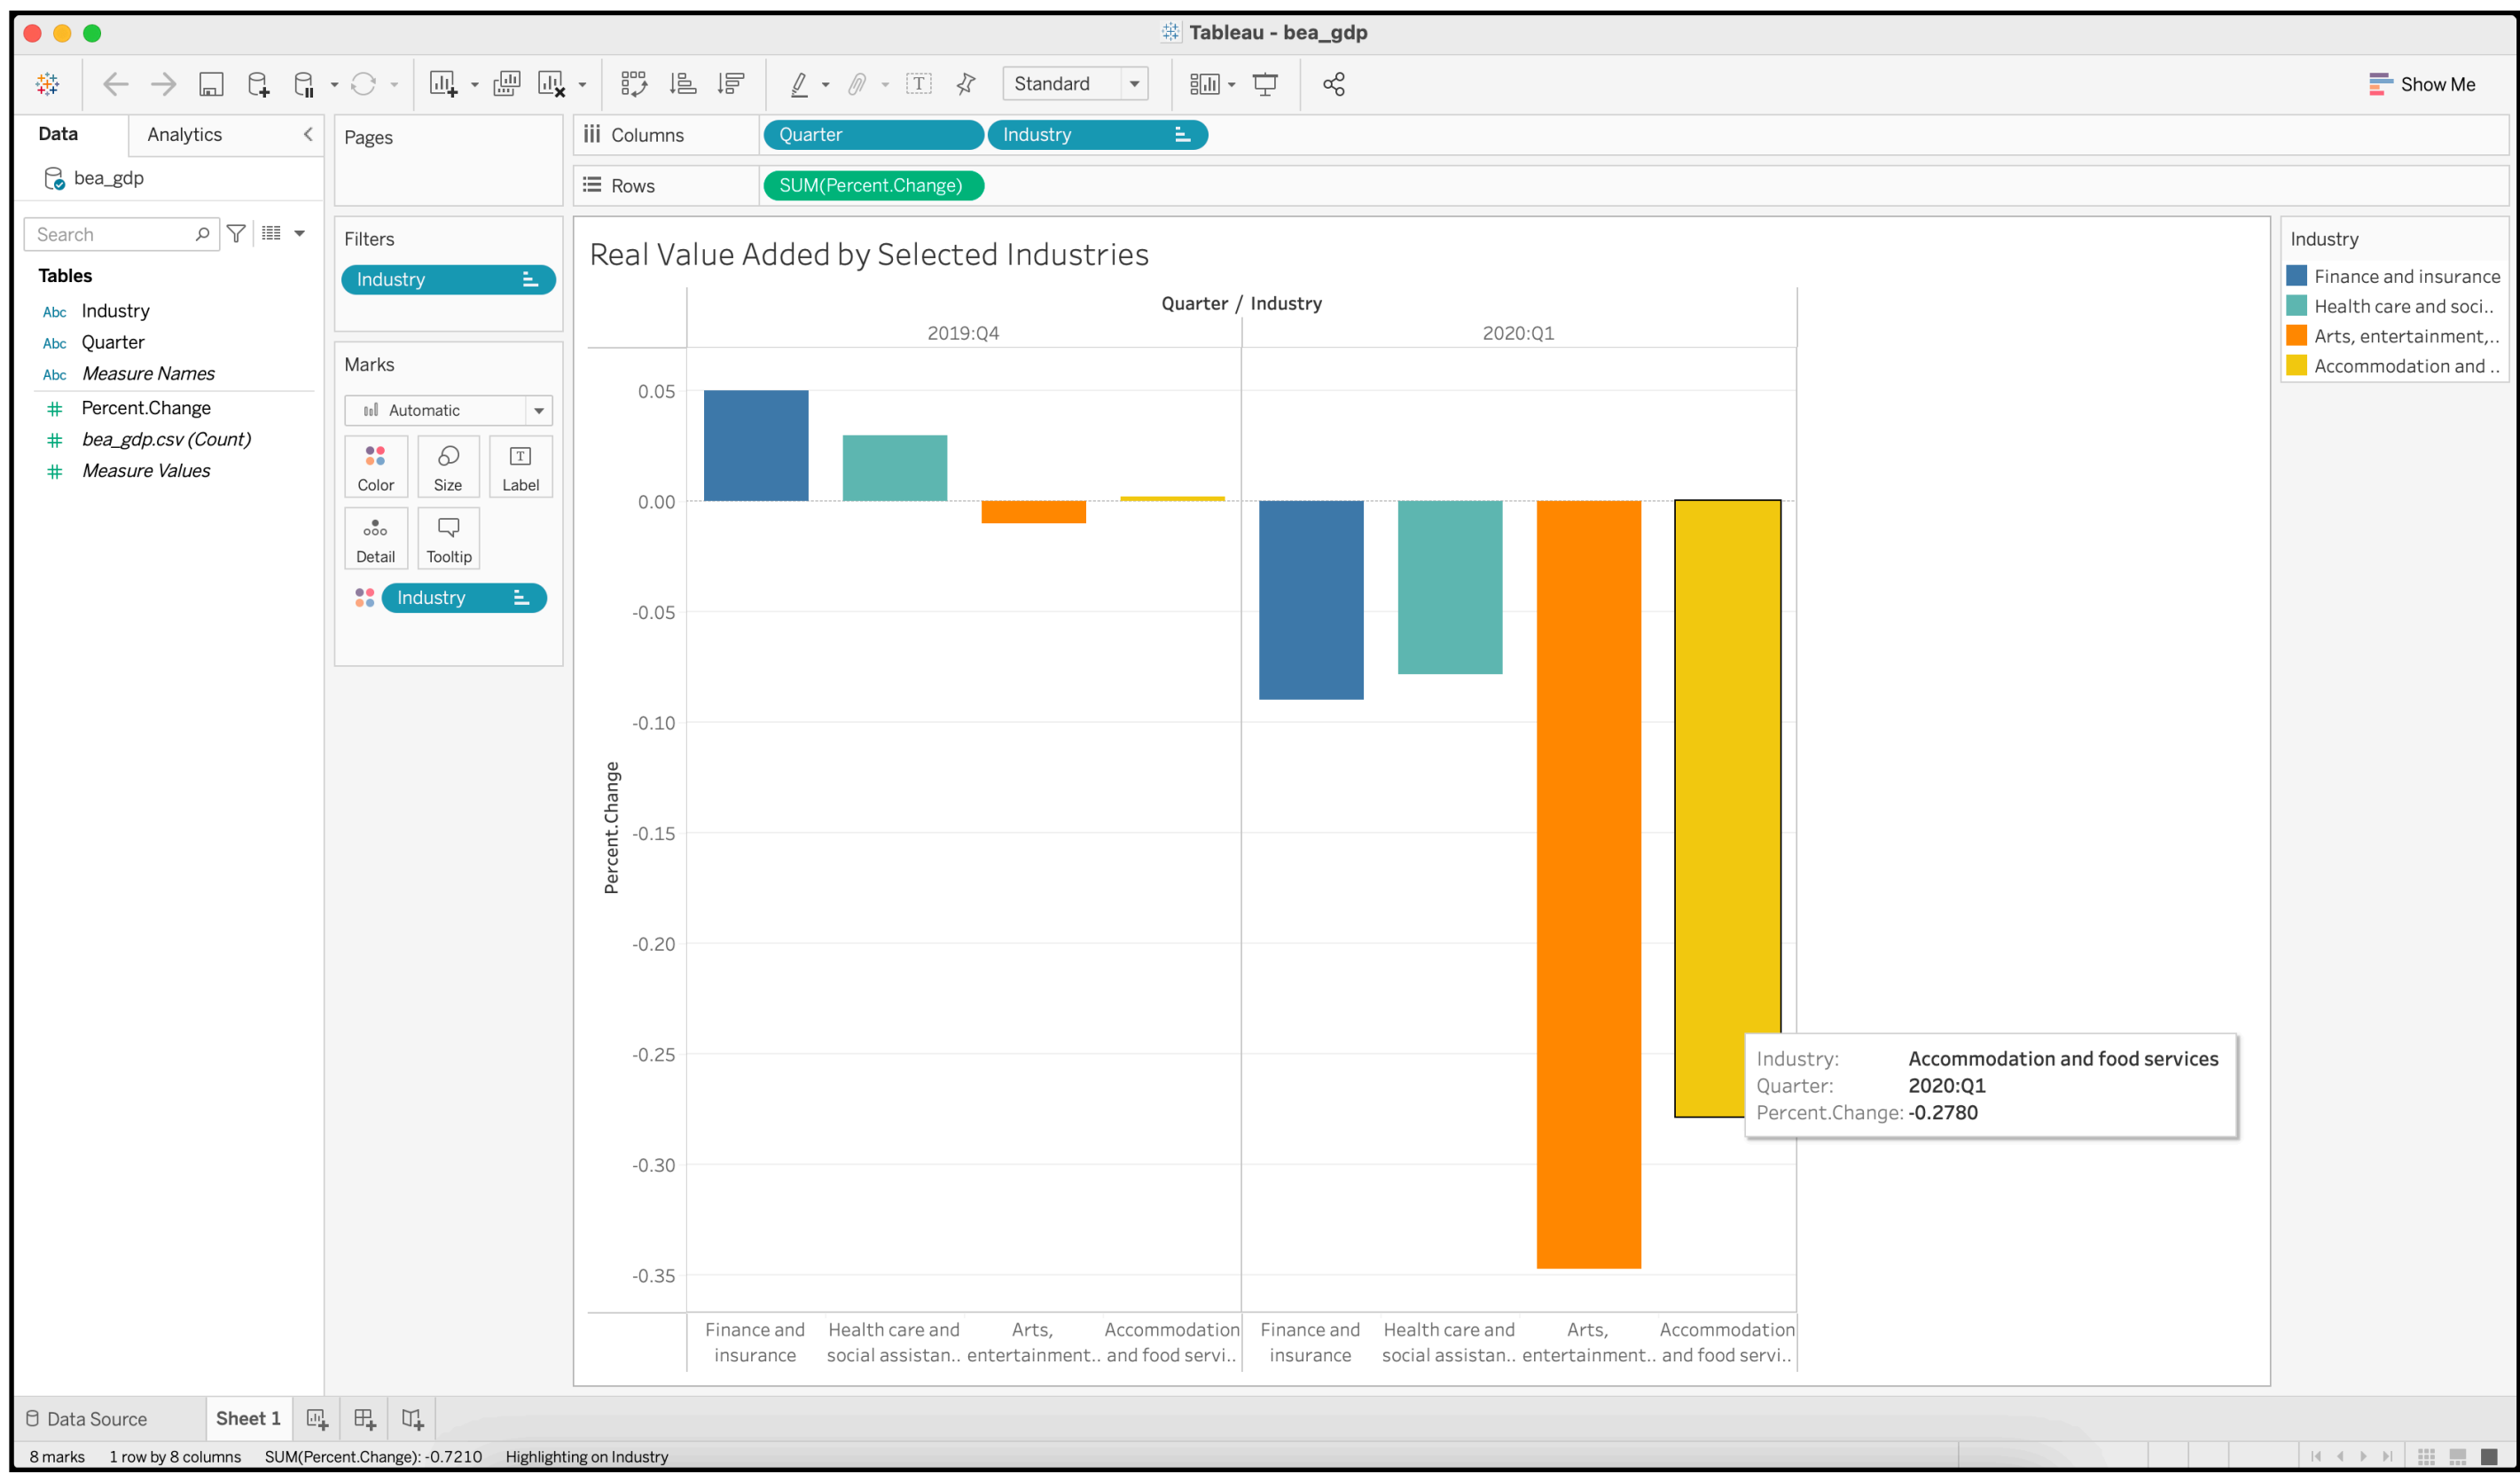 Tableau - bea_gdp
Standard
Show Me
Data
Analytics
bea_gdp
Search
Tables
Abc Industry
Abc Quarter
Abc Measure Names
# Percent.Change
# bea_gdp.csv (Count)
# Measure Values
Pages
Filters
Industry
Marks
Automatic
Color Size Label
Detail Tooltip
Industry
Columns Quarter Industry
Rows SUM(Percent.Change)
Real Value Added by Selected Industries
Quarter / Industry
2019:Q4 2020:Q1
0.05
0.00
-0.05
-0.10
-0.15
-0.20
-0.25
-0.30
-0.35
Percent.Change
Finance and insurance
Health care and social assistan..
Arts, entertainment..
Accommodation and food servi..
Finance and insurance
Health care and social assistan..
Arts, entertainment..
Accommodation and food servi..
Industry: Accommodation and food services
Quarter: 2020:Q1
Percent.Change: -0.2780
Industry
Finance and insurance
Health care and soci..
Arts, entertainment,..
Accommodation and ..
Data Source Sheet 1
8 marks 1 row by 8 columns SUM(Percent.Change): -0.7210 Highlighting on Industry